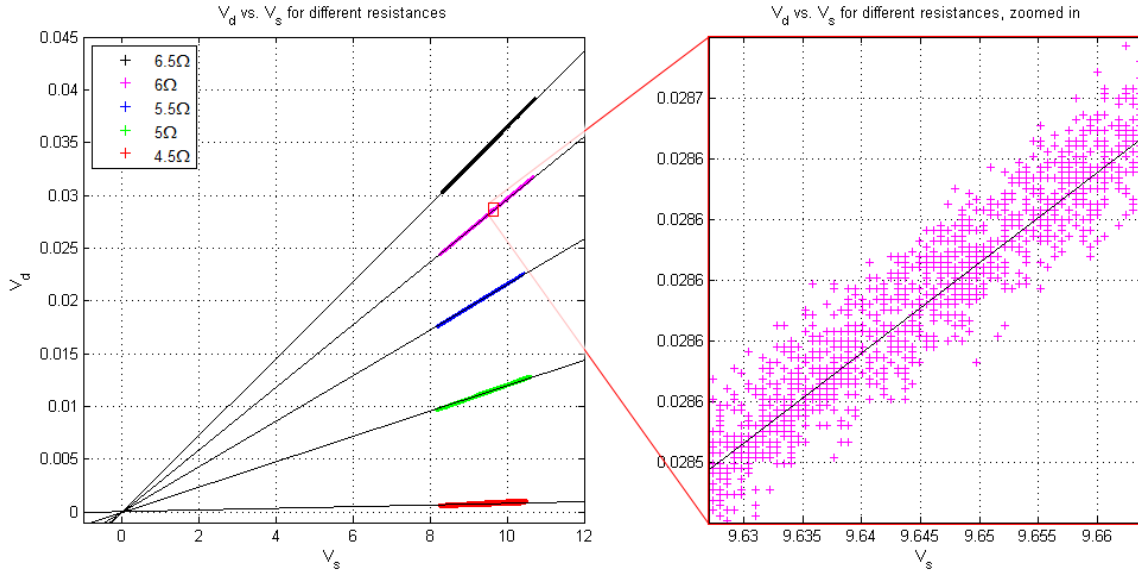 V_d vs. V_s for different resistances
0.045
0.04
0.035
0.03
0.025
0.02
0.015
0.01
0.005
0
V_d
6.5Ω
6Ω
5.5Ω
5Ω
4.5Ω
0 2 4 6 8 10 12
V_s
V_d vs. V_s for different resistances, zoomed in
0.0287
0.0286
0.0286
0.0286
0.0286
0.0286
0.0285
9.63 9.635 9.64 9.645 9.65 9.655 9.66
V_s